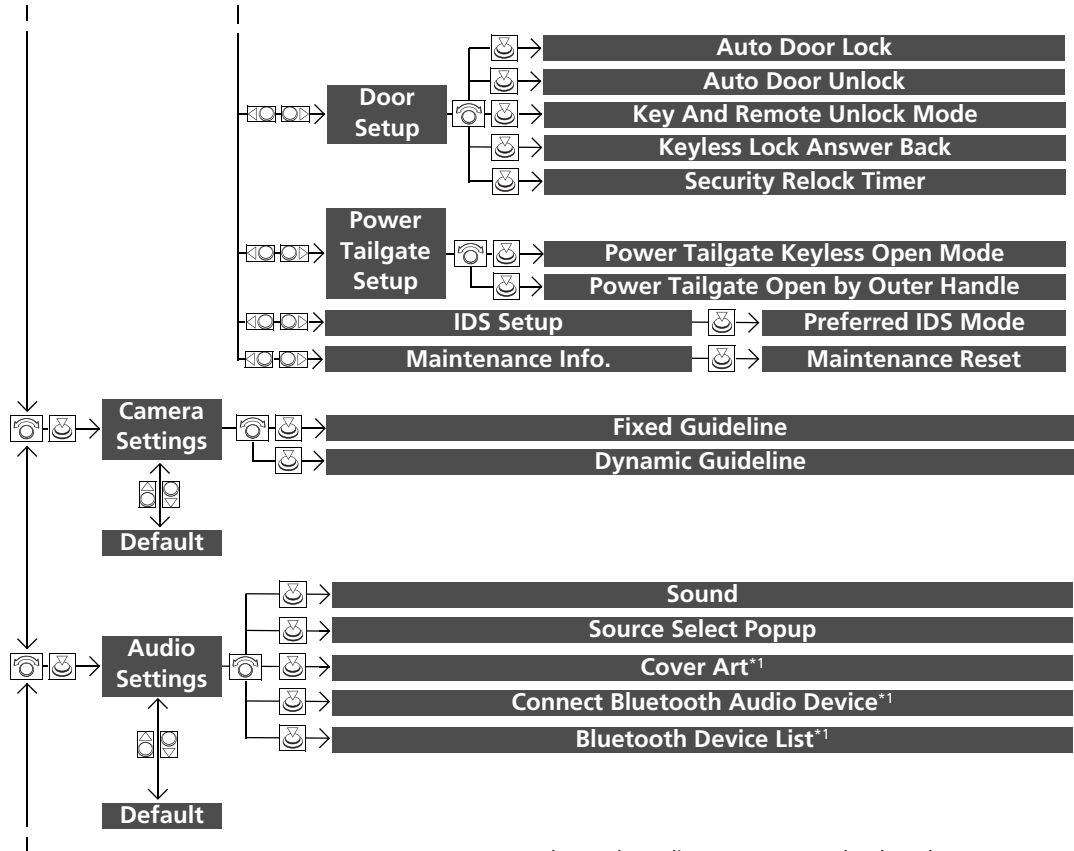 Door
Setup
Auto Door Lock
Auto Door Unlock
Key And Remote Unlock Mode
Keyless Lock Answer Back
Security Relock Timer
Power
Tailgate
Setup
Power Tailgate Keyless Open Mode
Power Tailgate Open by Outer Handle
IDS Setup
Preferred IDS Mode
Maintenance Info.
Maintenance Reset
Camera
Settings
Fixed Guideline
Dynamic Guideline
Default
Audio
Settings
Sound
Source Select Popup
Cover Art*1
Connect Bluetooth Audio Device*1
Bluetooth Device List*1
Default